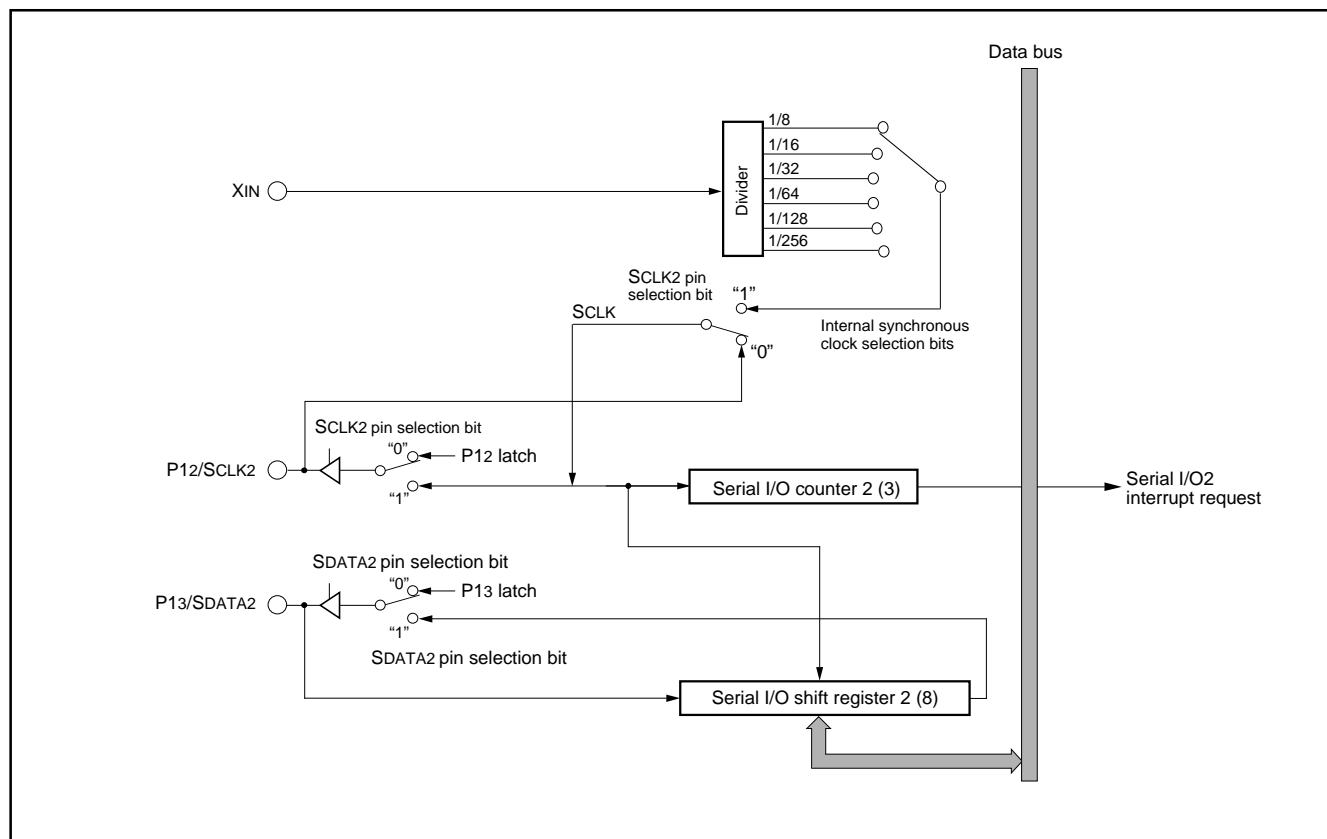 Data bus
1/8
1/16
1/32
1/64
1/128
1/256
XIN
Divider
SCLK2 pin
selection bit
“1”
SCLK
Internal synchronous
clock selection bits
“0”
SCLK2 pin selection bit
“0”
P12 latch
P12/SCLK2
“1”
Serial I/O counter 2 (3)
Serial I/O2
interrupt request
SDATA2 pin selection bit
“0”
P13 latch
P13/SDATA2
“1”
SDATA2 pin selection bit
Serial I/O shift register 2 (8)